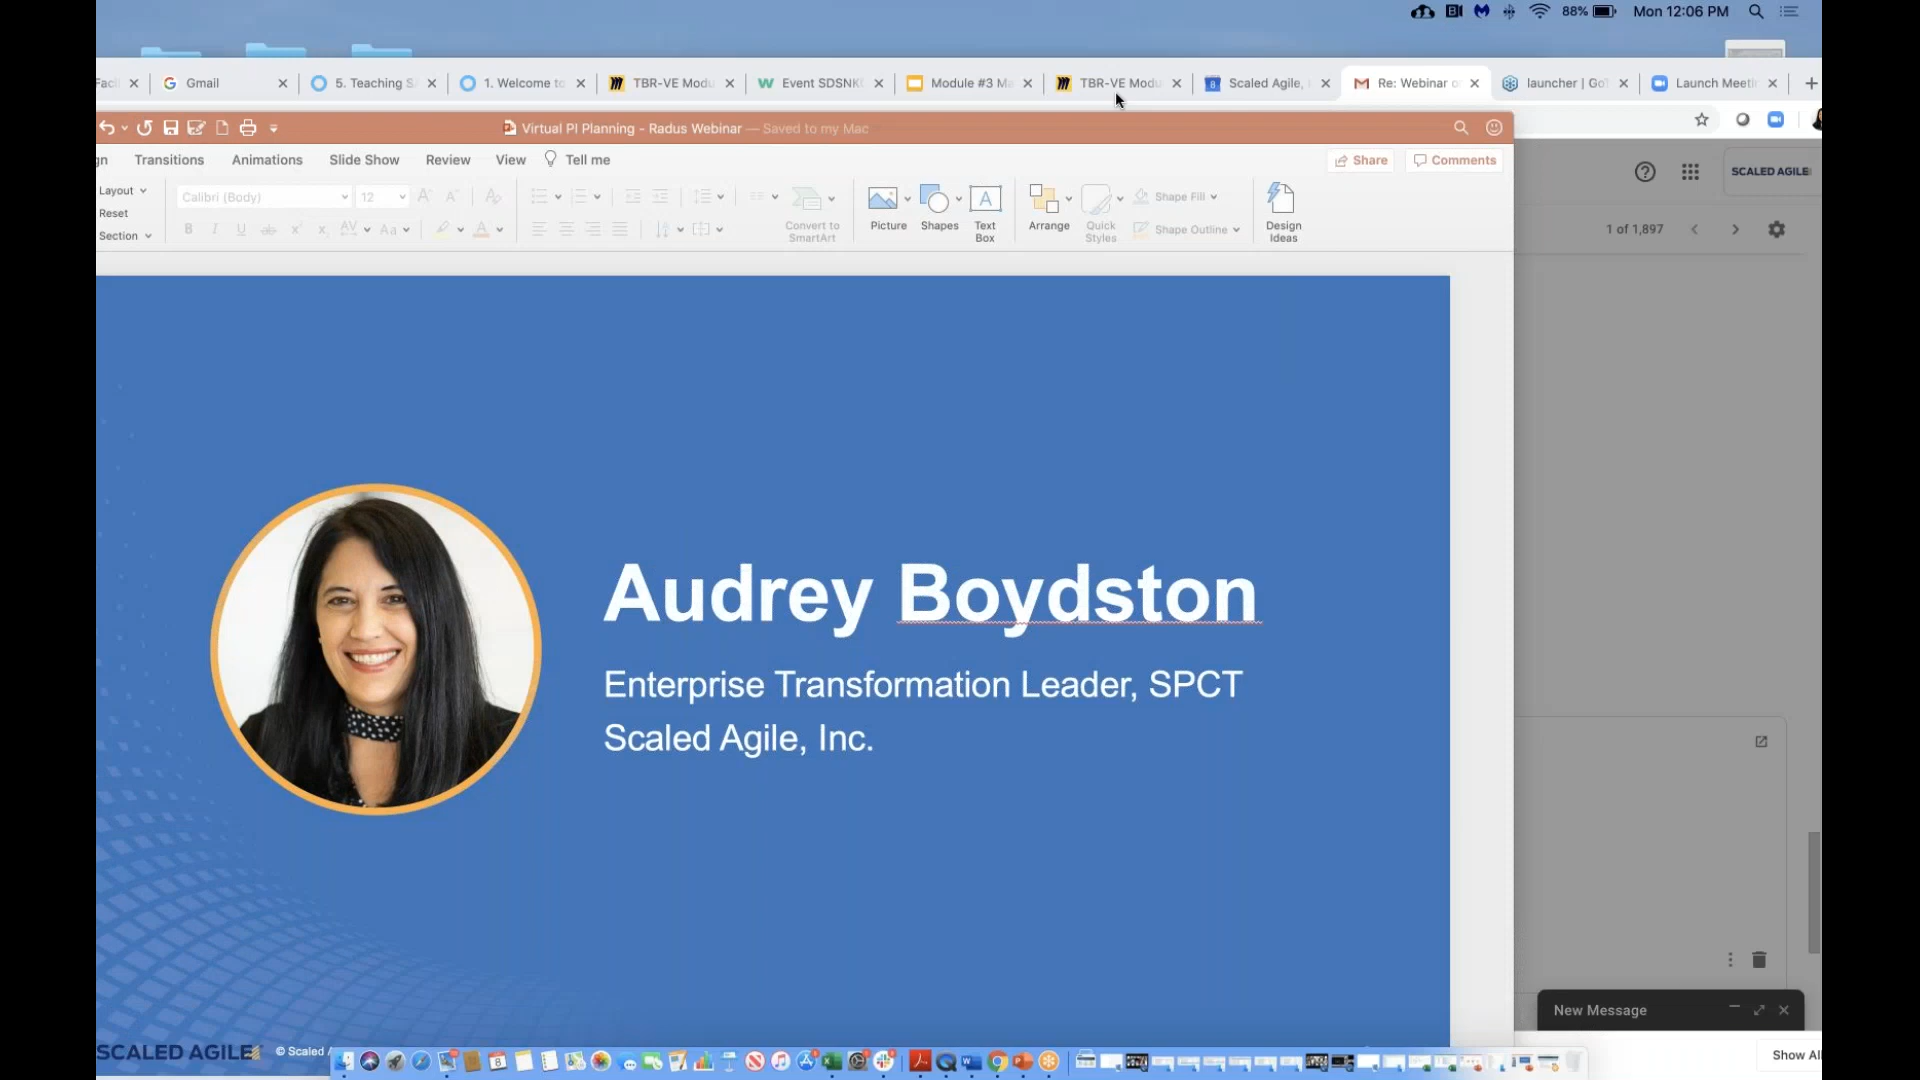 88% Mon 12:06 PM
Gmail 5. Teaching S 1. Welcome to TBR-VE Modu Event SDSNK Module #3 Ma TBR-VE Modu Scaled Agile, Re: Webinar o launcher | GoT Launch Meetin
Virtual PI Planning - Radus Webinar — Saved to my Mac
Transitions Animations Slide Show Review View Tell me Share Comments
SCALED AGILE
Layout
Reset
Section
Calibri (Body) 12
Convert to
SmartArt
Picture Shapes Text
Box
Arrange Quick
Styles
Shape Fill
Shape Outline
Design
Ideas
1 of 1,897
Audrey Boydston
Enterprise Transformation Leader, SPCT
Scaled Agile, Inc.
New Message
SCALED AGILE © Scaled A
Show All